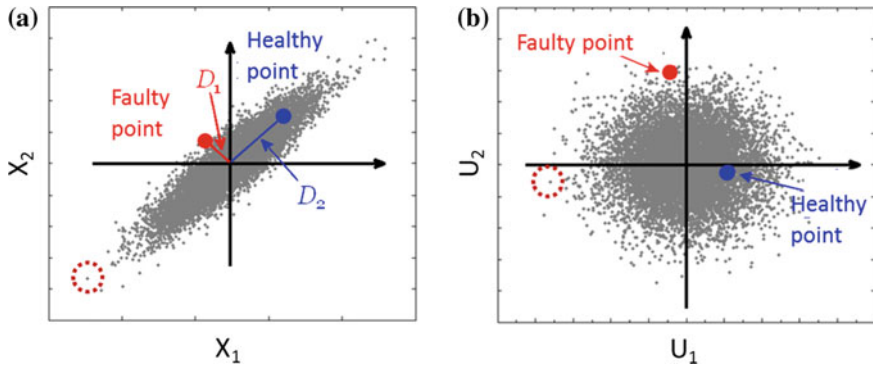 (a)
Healthy
point
D₁
Faulty
point
X₂
D₂
X₁
(b)
Faulty point
U₂
Healthy
point
U₁